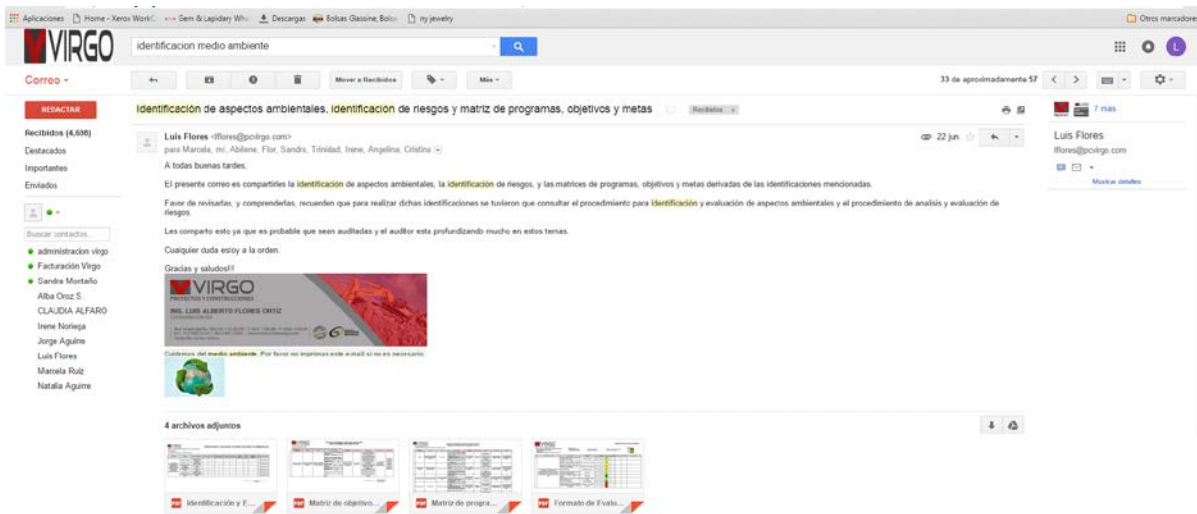 Aplicaciones Home - Xerox WorkC Gem & Lapidary Who Descargas Bolsas Glassine, Bolsa ny jewelry Otros marcadores
VIRGO identificacion medio ambiente L
Correo Mover a Recibidos Más 33 de aproximadamente 57
REDACTAR Identificación de aspectos ambientales, identificación de riesgos y matriz de programas, objetivos y metas Recibidos x 7 más
Recibidos (4,698)
Destacados
Importantes
Enviados
Buscar contactos...
administracion virgo
Facturación Virgo
Sandra Montaño
Alba Oroz S.
CLAUDIA ALFARO
Irene Noriega
Jorge Aguirre
Luis Flores
Marcela Ruiz
Natalia Aguirre
Luis Flores <lflores@pcvirgo.com> 22 jun.
para Marcela, mí, Abilene, Flor, Sandra, Trinidad, Irene, Angelina, Cristina
A todas buenas tardes,
El presente correo es compartirles la identificación de aspectos ambientales, la identificación de riesgos, y las matrices de programas, objetivos y metas derivadas de las identificaciones mencionadas.
Favor de revisarlas, y comprenderlas, recuerden que para realizar dichas identificaciones se tuvieron que consultar el procedimiento para identificación y evaluación de aspectos ambientales y el procedimiento de analisis y evaluación de
riesgos.
Les comparto esto ya que es probable que sean auditadas y el auditor esta profundizando mucho en estos temas.
Cualquier duda estoy a la orden.
Gracias y saludos!!!
VIRGO
PROYECTOS Y CONSTRUCCIONES
ING. LUIS ALBERTO FLORES ORTIZ
Cuidemos del medio ambiente. Por favor no imprimas este e-mail si no es necesario.
4 archivos adjuntos
PDF Identificación y E... PDF Matriz de objetivo... PDF Matriz de progra... PDF Formato de Evalu...
Luis Flores
lflores@pcvirgo.com
Mostrar detalles